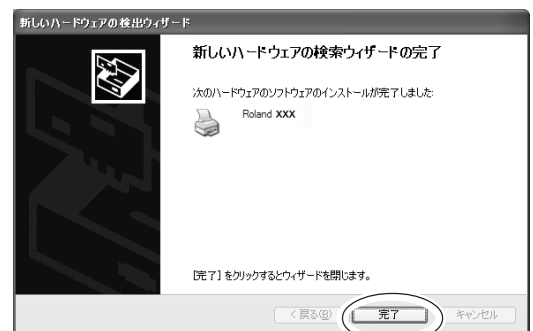 新しいハードウェアの検出ウィザード
新しいハードウェアの検索ウィザードの完了
次のハードウェアのソフトウェアのインストールが完了しました:
Roland XXX
[完了] をクリックするとウィザードを閉じます。
< 戻る(B) 完了 キャンセル